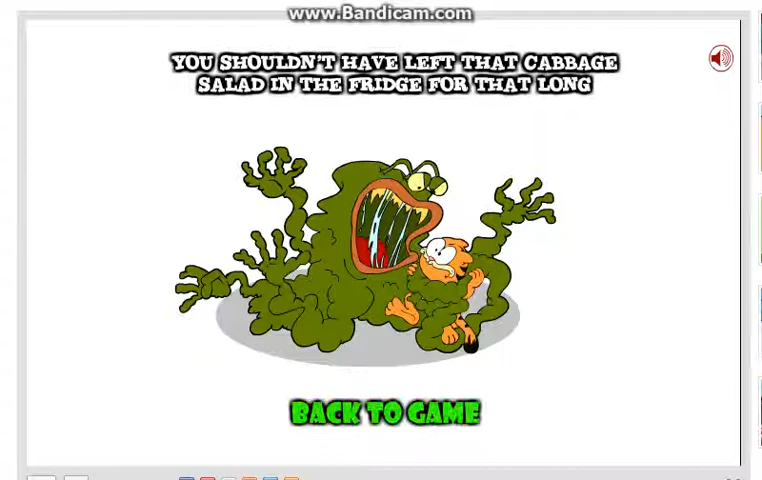 www.Bandicam.com
YOU SHOULDN'T HAVE LEFT THAT CABBAGE
SALAD IN THE FRIDGE FOR THAT LONG
BACK TO GAME